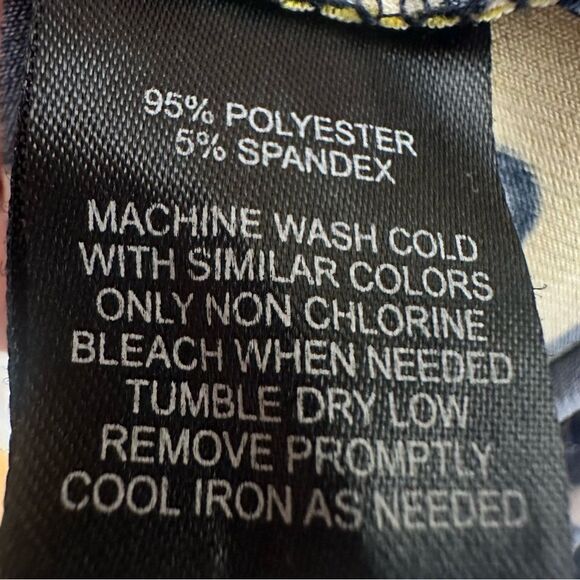 95% POLYESTER
5% SPANDEX
MACHINE WASH COLD
WITH SIMILAR COLORS
ONLY NON CHLORINE
BLEACH WHEN NEEDED
TUMBLE DRY LOW
REMOVE PROMPTLY
COOL IRON AS NEEDED